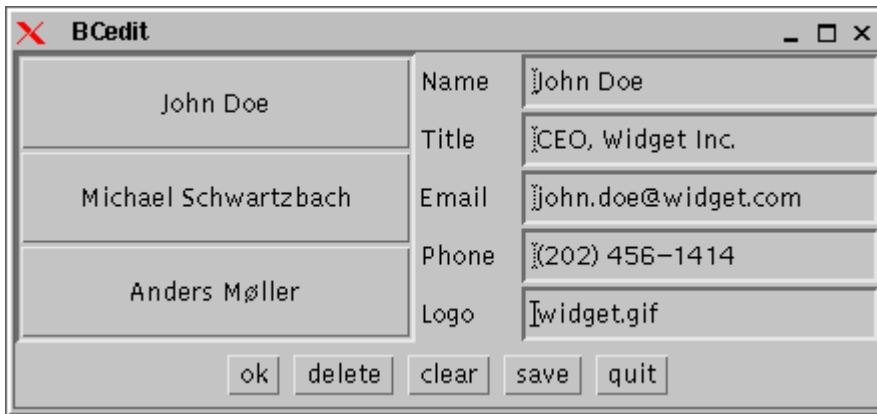 BCedit
John Doe
Michael Schwartzbach
Anders Møller
Name John Doe
Title CEO, Widget Inc.
Email john.doe@widget.com
Phone (202) 456-1414
Logo widget.gif
ok delete clear save quit